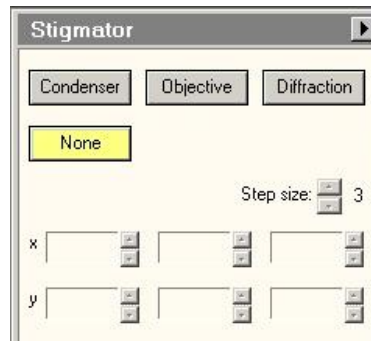 Stigmator
Condenser Objective Diffraction
None
Step size: 3
x
y